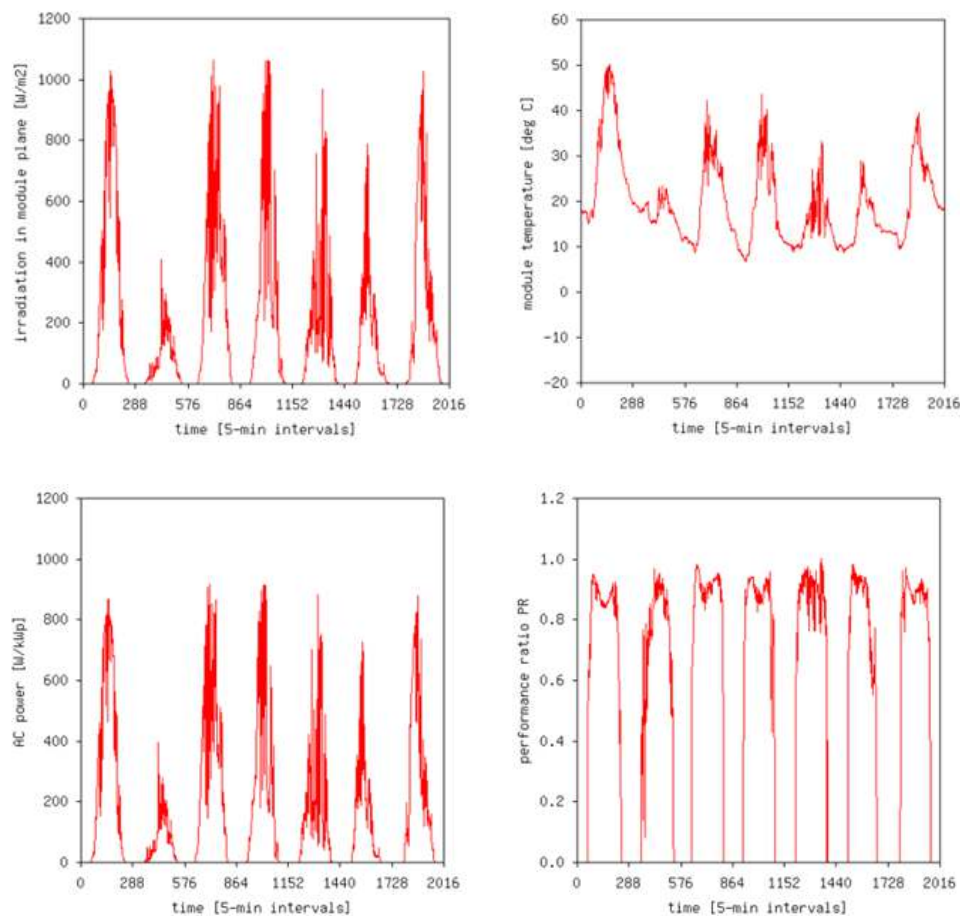 1200
1000
800
600
400
200
0
irradiation in module plane [W/m2]
0 288 576 864 1152 1440 1728 2016
time [5-min intervals]
60
50
40
30
20
10
0
-10
-20
module temperature [deg C]
0 288 576 864 1152 1440 1728 2016
time [5-min intervals]
1200
1000
800
600
400
200
0
AC power [W/kWp]
0 288 576 864 1152 1440 1728 2016
time [5-min intervals]
1.2
1.0
0.8
0.6
0.4
0.2
0.0
performance ratio PR
0 288 576 864 1152 1440 1728 2016
time [5-min intervals]